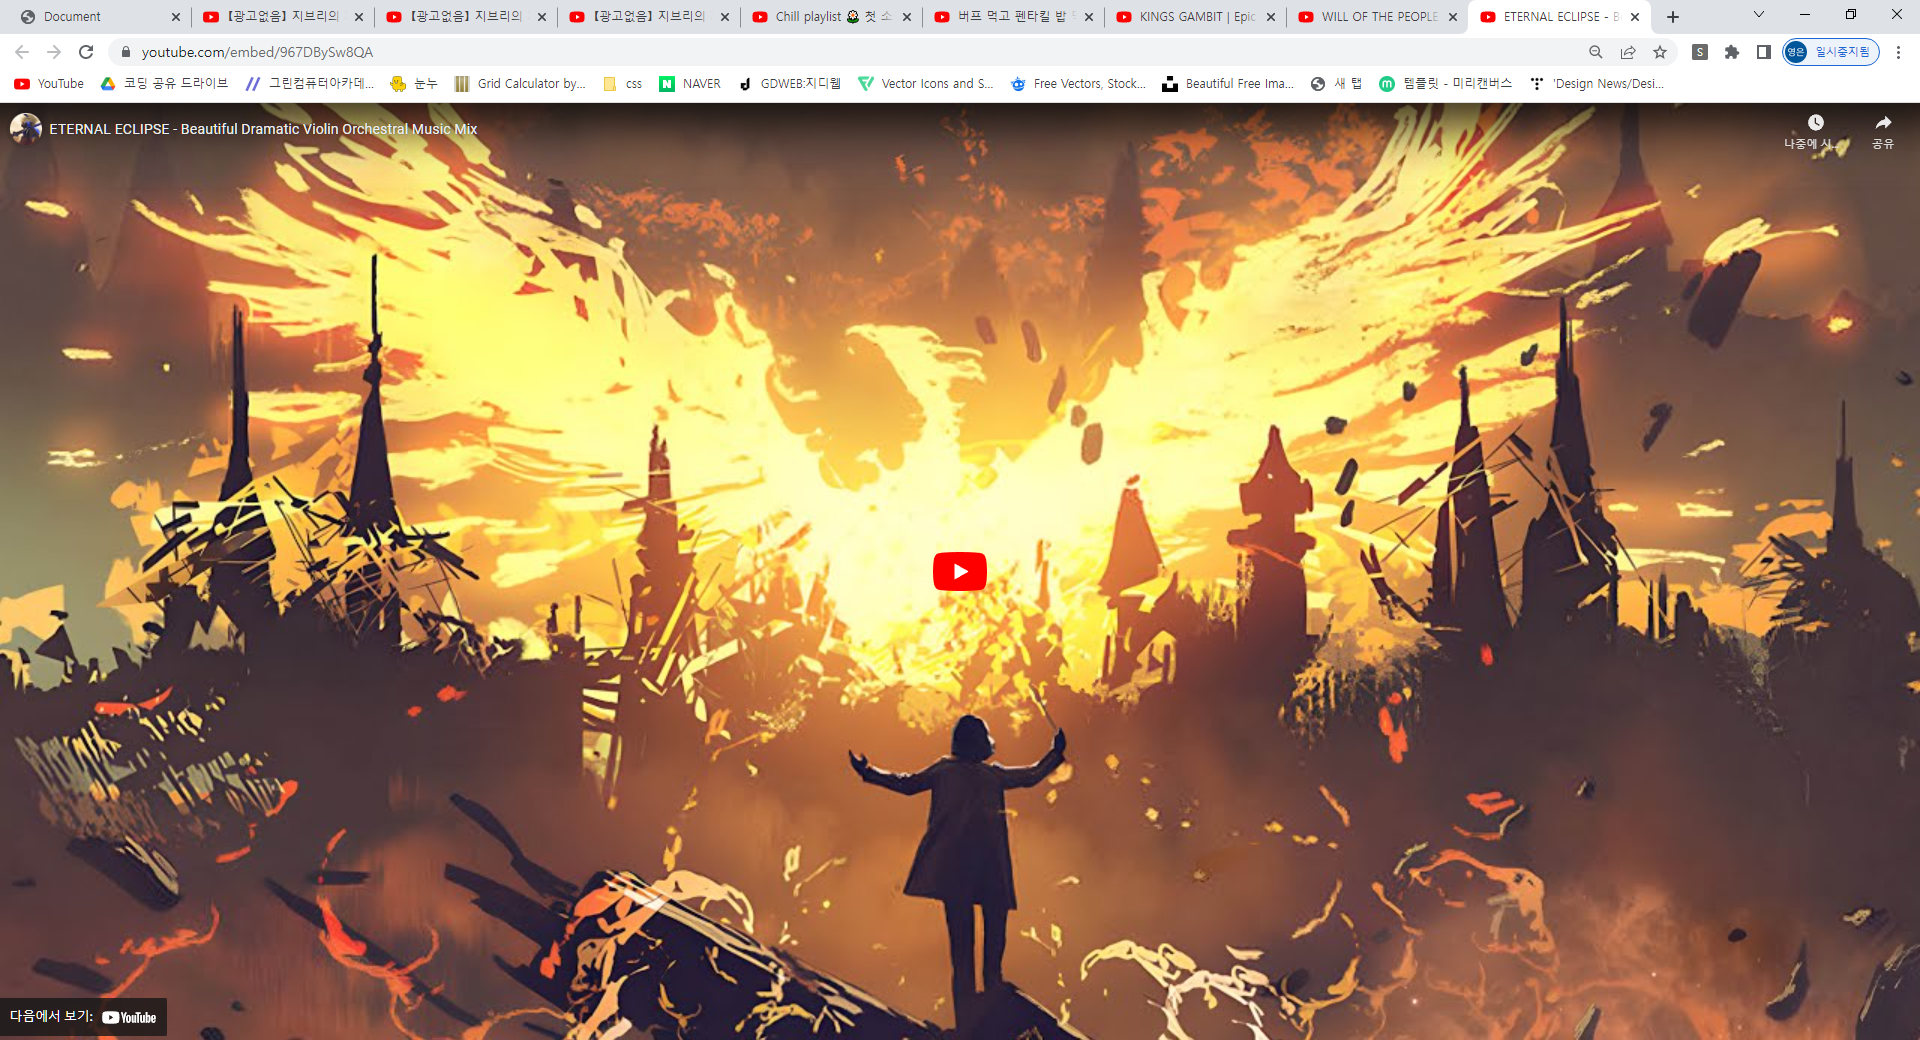 Document
【광고없음】 지브리의
【광고없음】 지브리의
【광고없음】 지브리의
Chill playlist 첫 소
버프 먹고 펜타킬 밥
KINGS GAMBIT | Epic
WILL OF THE PEOPLE
ETERNAL ECLIPSE - B
youtube.com/embed/967DBySw8QA
S
영은
일시중지됨
YouTube
코딩 공유 드라이브
그린컴퓨터아카데...
눈누
Grid Calculator by...
css
N
NAVER
GDWEB:지디웹
Vector Icons and S...
Free Vectors, Stock...
Beautiful Free Ima...
새 탭
m
템플릿 - 미리캔버스
'Design News/Desi...
ETERNAL ECLIPSE - Beautiful Dramatic Violin Orchestral Music Mix
나중에 시...
공유
다음에서 보기: YouTube